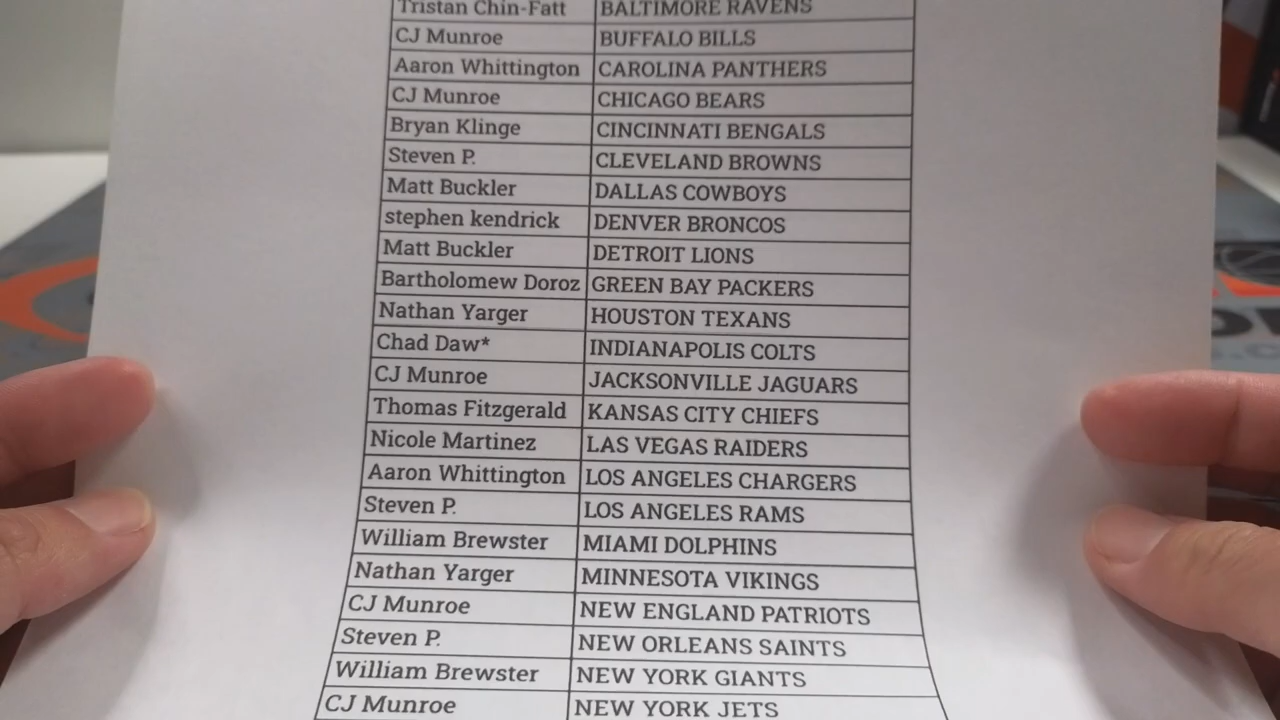 Tristan Chin-Fatt BALTIMORE RAVENS
CJ Munroe BUFFALO BILLS
Aaron Whittington CAROLINA PANTHERS
CJ Munroe CHICAGO BEARS
Bryan Klinge CINCINNATI BENGALS
Steven P. CLEVELAND BROWNS
Matt Buckler DALLAS COWBOYS
stephen kendrick DENVER BRONCOS
Matt Buckler DETROIT LIONS
Bartholomew Doroz GREEN BAY PACKERS
Nathan Yarger HOUSTON TEXANS
Chad Daw* INDIANAPOLIS COLTS
CJ Munroe JACKSONVILLE JAGUARS
Thomas Fitzgerald KANSAS CITY CHIEFS
Nicole Martinez LAS VEGAS RAIDERS
Aaron Whittington LOS ANGELES CHARGERS
Steven P. LOS ANGELES RAMS
William Brewster MIAMI DOLPHINS
Nathan Yarger MINNESOTA VIKINGS
CJ Munroe NEW ENGLAND PATRIOTS
Steven P. NEW ORLEANS SAINTS
William Brewster NEW YORK GIANTS
CJ Munroe NEW YORK JETS